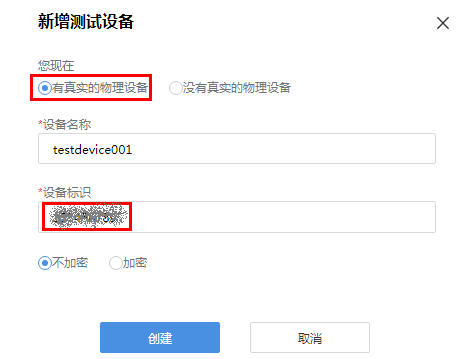 新增测试设备
您现在
有真实的物理设备 没有真实的物理设备
*设备名称
testdevice001
*设备标识
不加密 加密
创建 取消